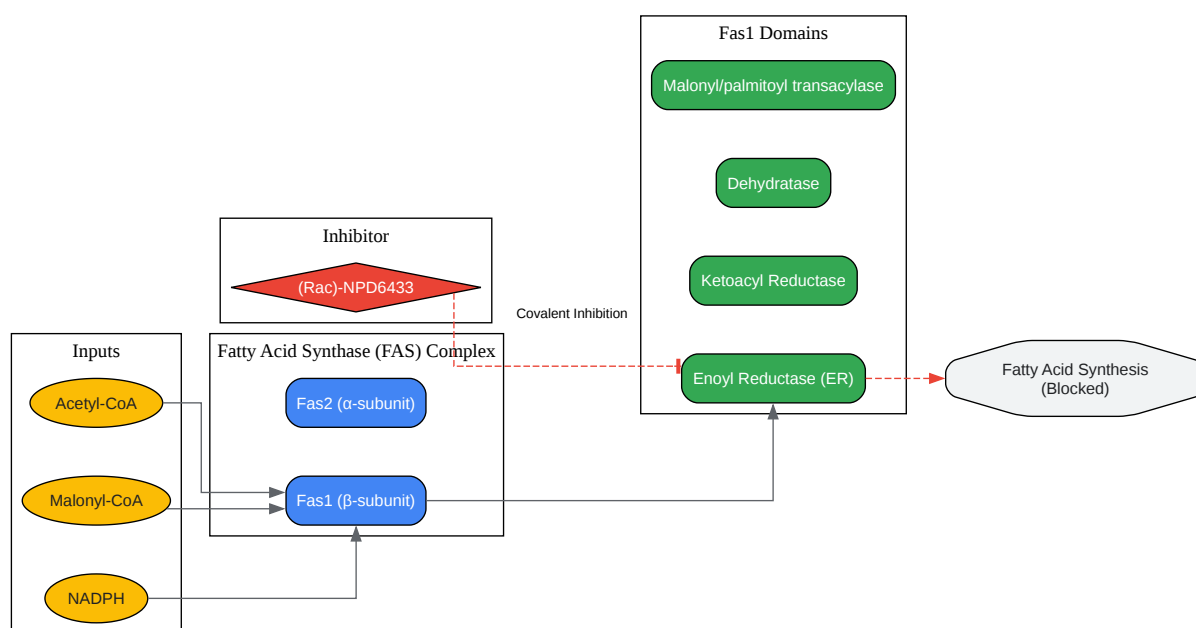 Fas1 Domains
Malonyl/palmitoyl transacylase
Dehydratase
Ketoacyl Reductase
Enoyl Reductase (ER)
Inhibitor
(Rac)-NPD6433
Covalent Inhibition
Fatty Acid Synthase (FAS) Complex
Fas2 (α-subunit)
Fas1 (β-subunit)
Inputs
Acetyl-CoA
Malonyl-CoA
NADPH
Fatty Acid Synthesis
(Blocked)